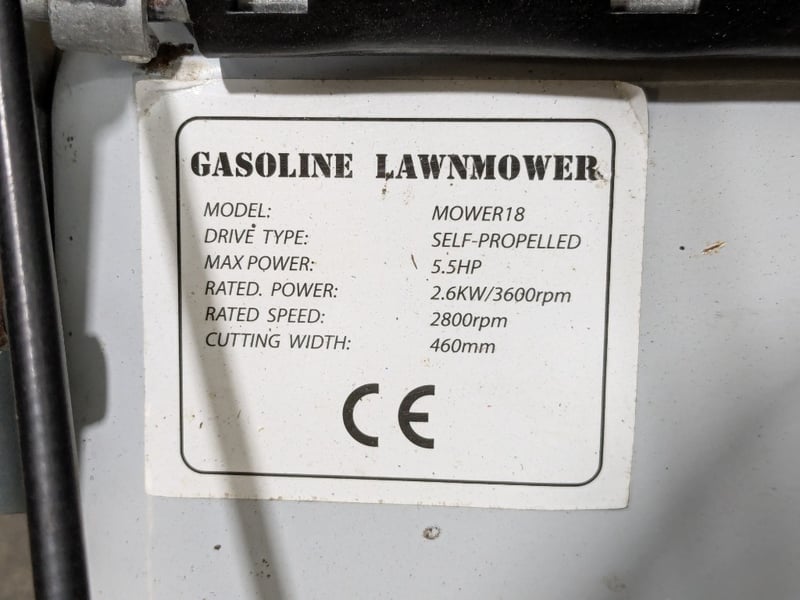 GASOLINE LAWNMOWER
MODEL: MOWER18
DRIVE TYPE: SELF-PROPELLED
MAX POWER: 5.5HP
RATED. POWER: 2.6KW/3600rpm
RATED SPEED: 2800rpm
CUTTING WIDTH: 460mm
CE